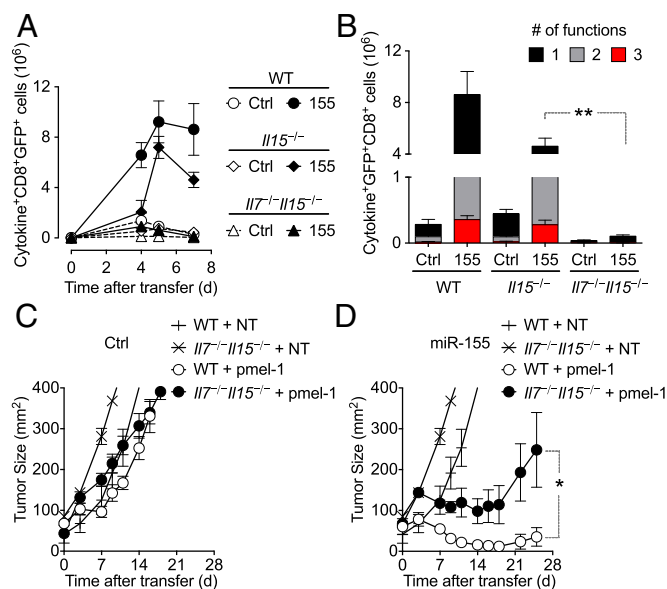 A
Cytokine⁺CD8⁺GFP⁺ cells (10⁶)
12
8
4
0
0 2 4 6 8
Time after transfer (d)
WT
Ctrl 155
Il15⁻/⁻
Ctrl 155
Il7⁻/⁻Il15⁻/⁻
Ctrl 155
B
# of functions
1 2 3
Cytokine⁺GFP⁺CD8⁺ cells (10⁶)
12
8
4
1
0
**
Ctrl 155 Ctrl 155 Ctrl 155
WT Il15⁻/⁻ Il7⁻/⁻Il15⁻/⁻
C
Ctrl
WT + NT
Il7⁻/⁻Il15⁻/⁻ + NT
WT + pmel-1
Il7⁻/⁻Il15⁻/⁻ + pmel-1
Tumor Size (mm²)
400
300
200
100
0
0 7 14 21 28
Time after transfer (d)
D
miR-155
WT + NT
Il7⁻/⁻Il15⁻/⁻ + NT
WT + pmel-1
Il7⁻/⁻Il15⁻/⁻ + pmel-1
Tumor Size (mm²)
400
300
200
100
0
*
0 7 14 21 28
Time after transfer (d)